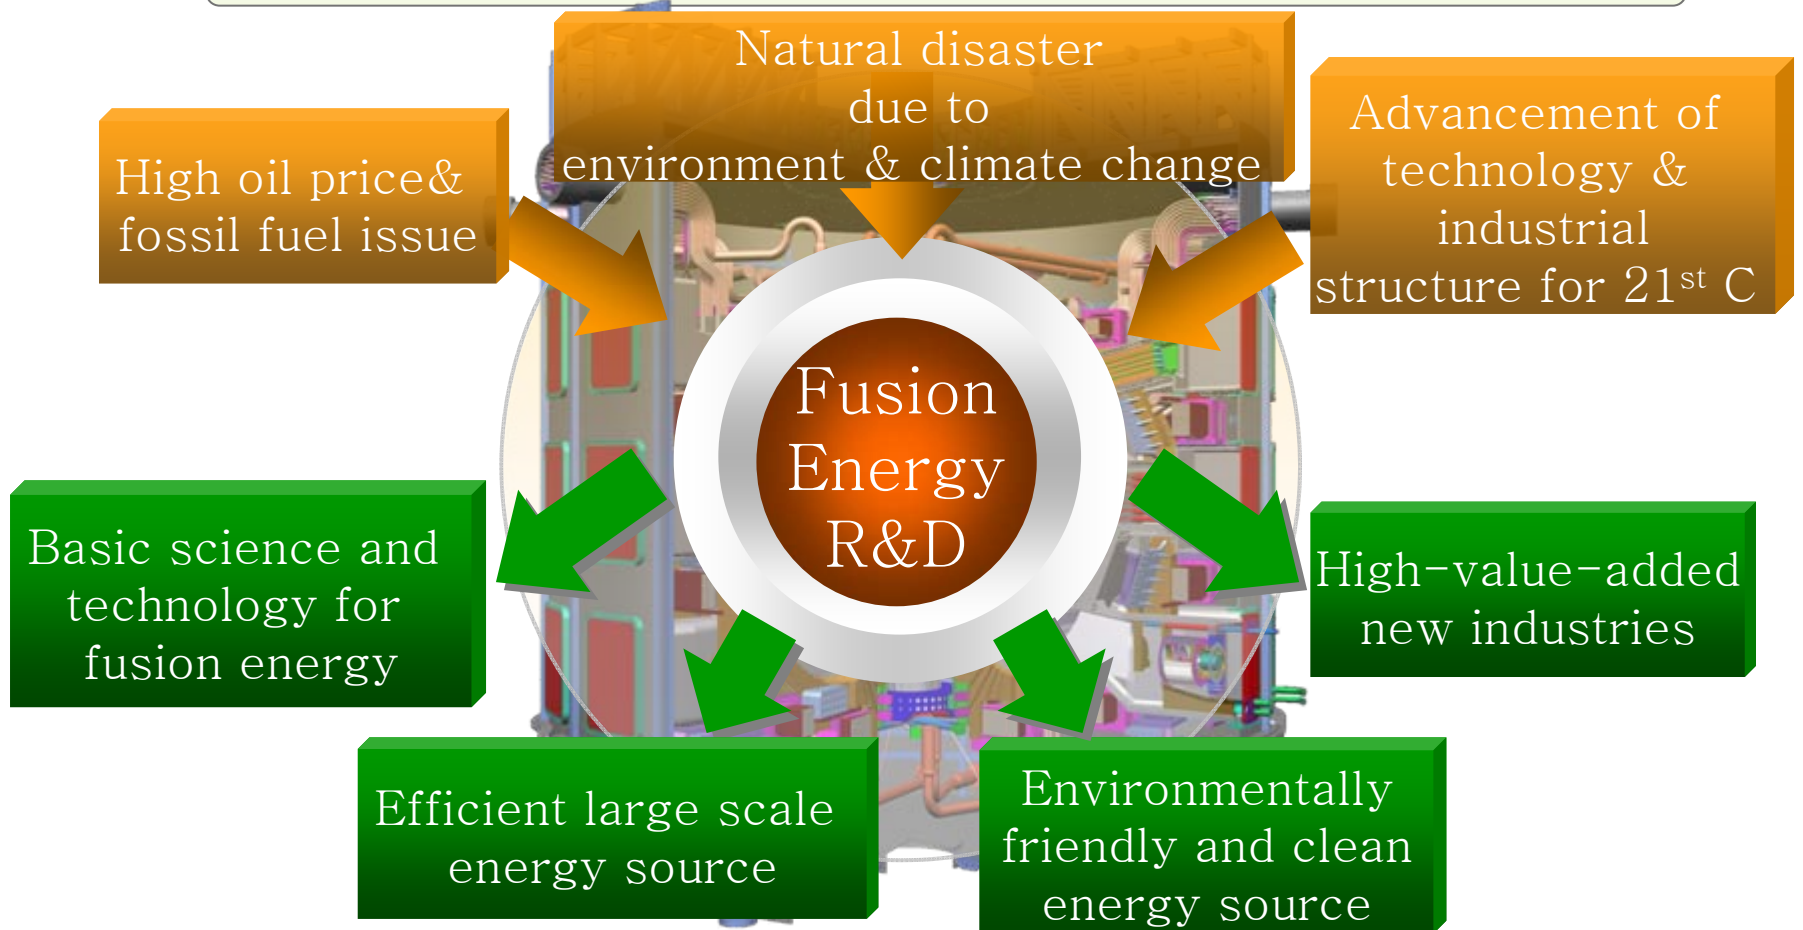 Natural disaster
due to
environment & climate change
High oil price&
fossil fuel issue
Advancement of
technology &
industrial
structure for 21st C
Fusion
Energy
R&D
Basic science and
technology for
fusion energy
High-value-added
new industries
Efficient large scale
energy source
Environmentally
friendly and clean
energy source